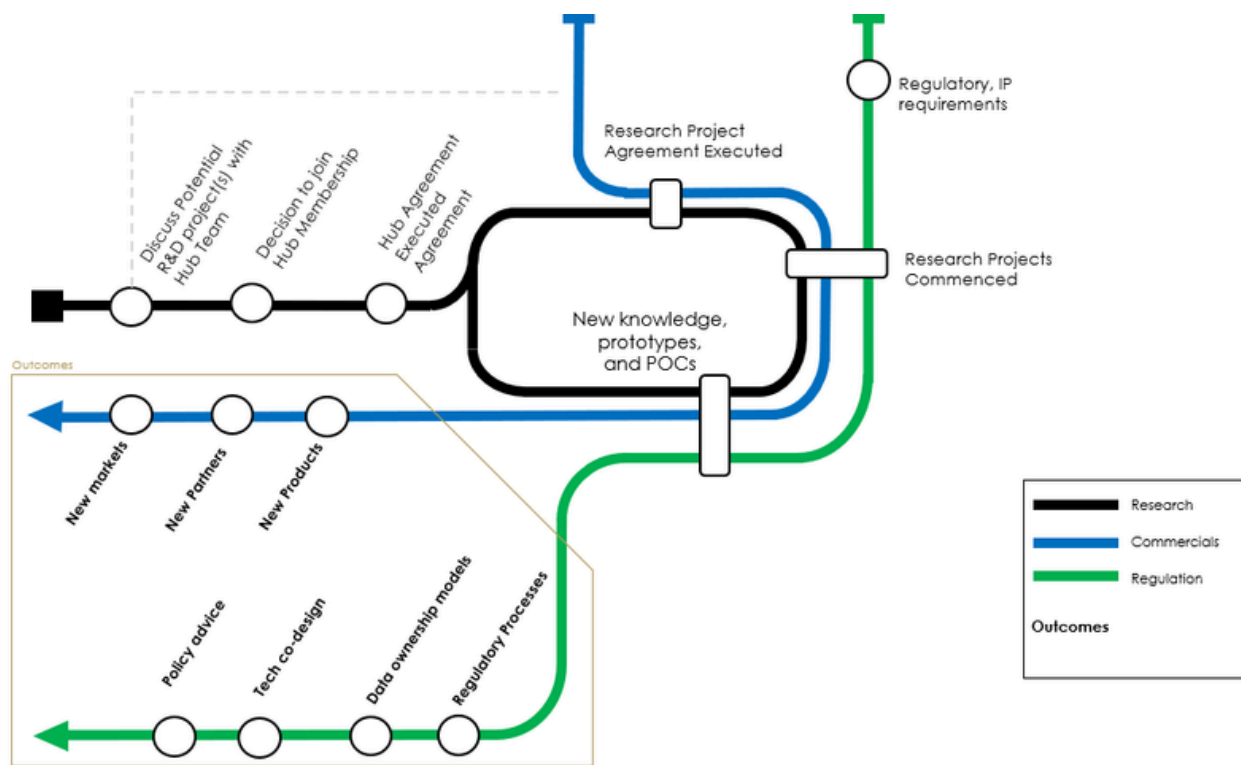 Regulatory, IP
requirements
Research Project
Agreement Executed
Discuss Potential
R&D project(s) with
Hub Team
Decision to join
Hub Membership
Hub Agreement
Executed
Agreement
Research Projects
Commenced
New knowledge,
prototypes,
and POCs
Outcomes
New markets
New Partners
New Products
Policy advice
Tech co-design
Data ownership models
Regulatory Processes
Research
Commercials
Regulation
Outcomes